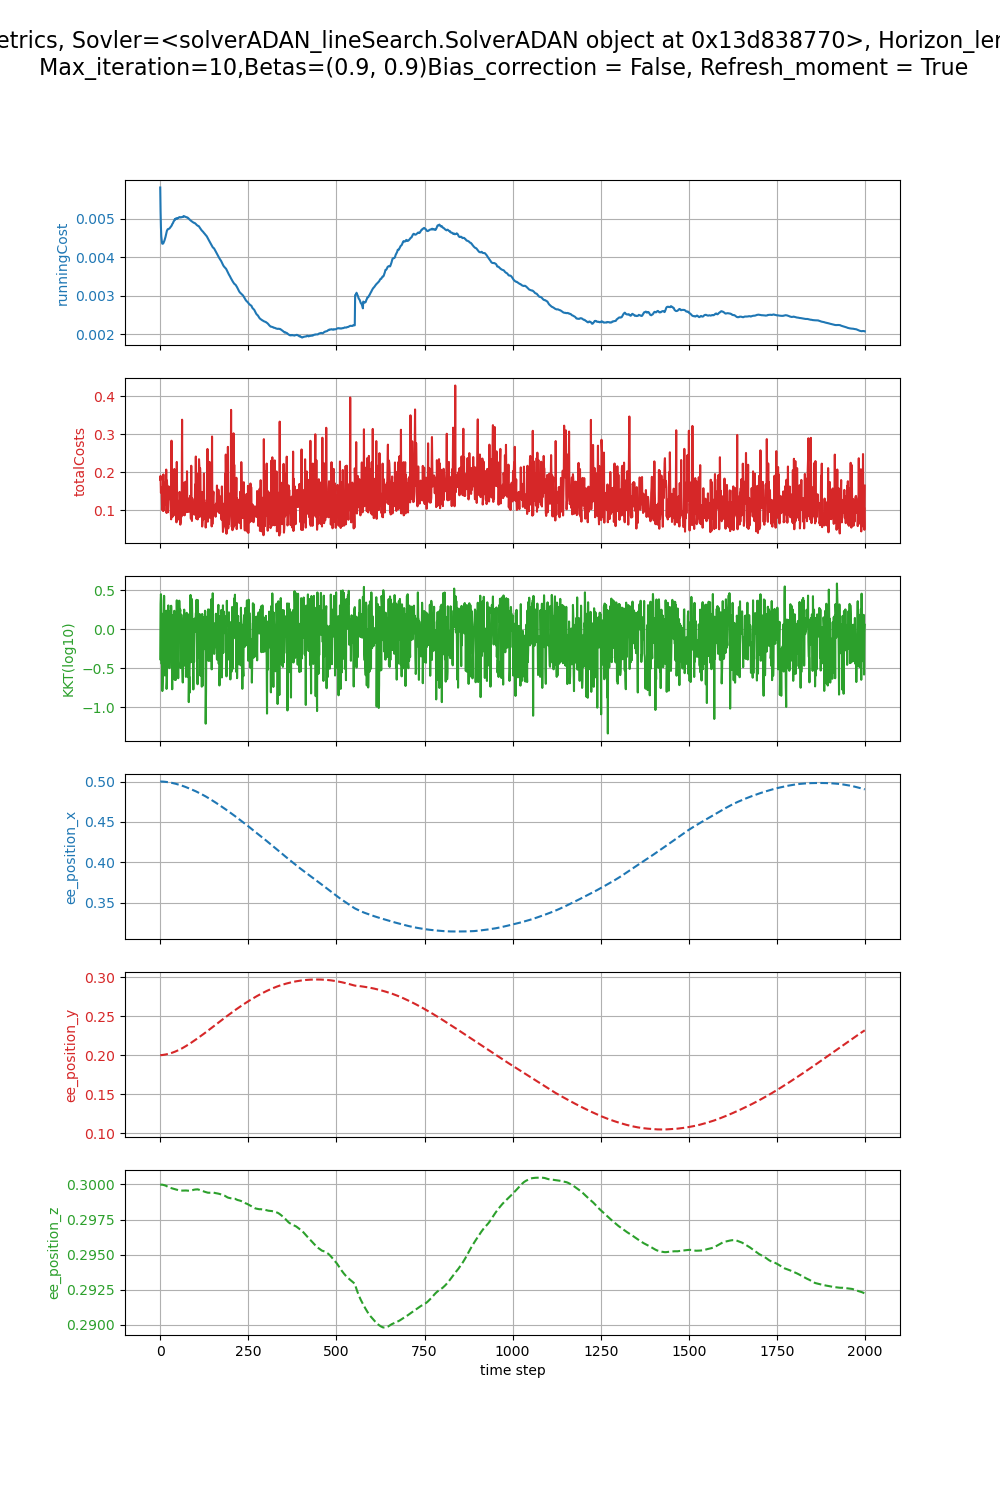 etrics, Sovler=<solverADAN_lineSearch.SolverADAN object at 0x13d838770>, Horizon_len
Max_iteration=10,Betas=(0.9, 0.9)Bias_correction = False, Refresh_moment = True
runningCost
0.005
0.004
0.003
0.002
totalCosts
0.4
0.3
0.2
0.1
KKT(log10)
0.5
0.0
−0.5
−1.0
ee_position_x
0.50
0.45
0.40
0.35
ee_position_y
0.30
0.25
0.20
0.15
0.10
ee_position_z
0.3000
0.2975
0.2950
0.2925
0.2900
0 250 500 750 1000 1250 1500 1750 2000
time step